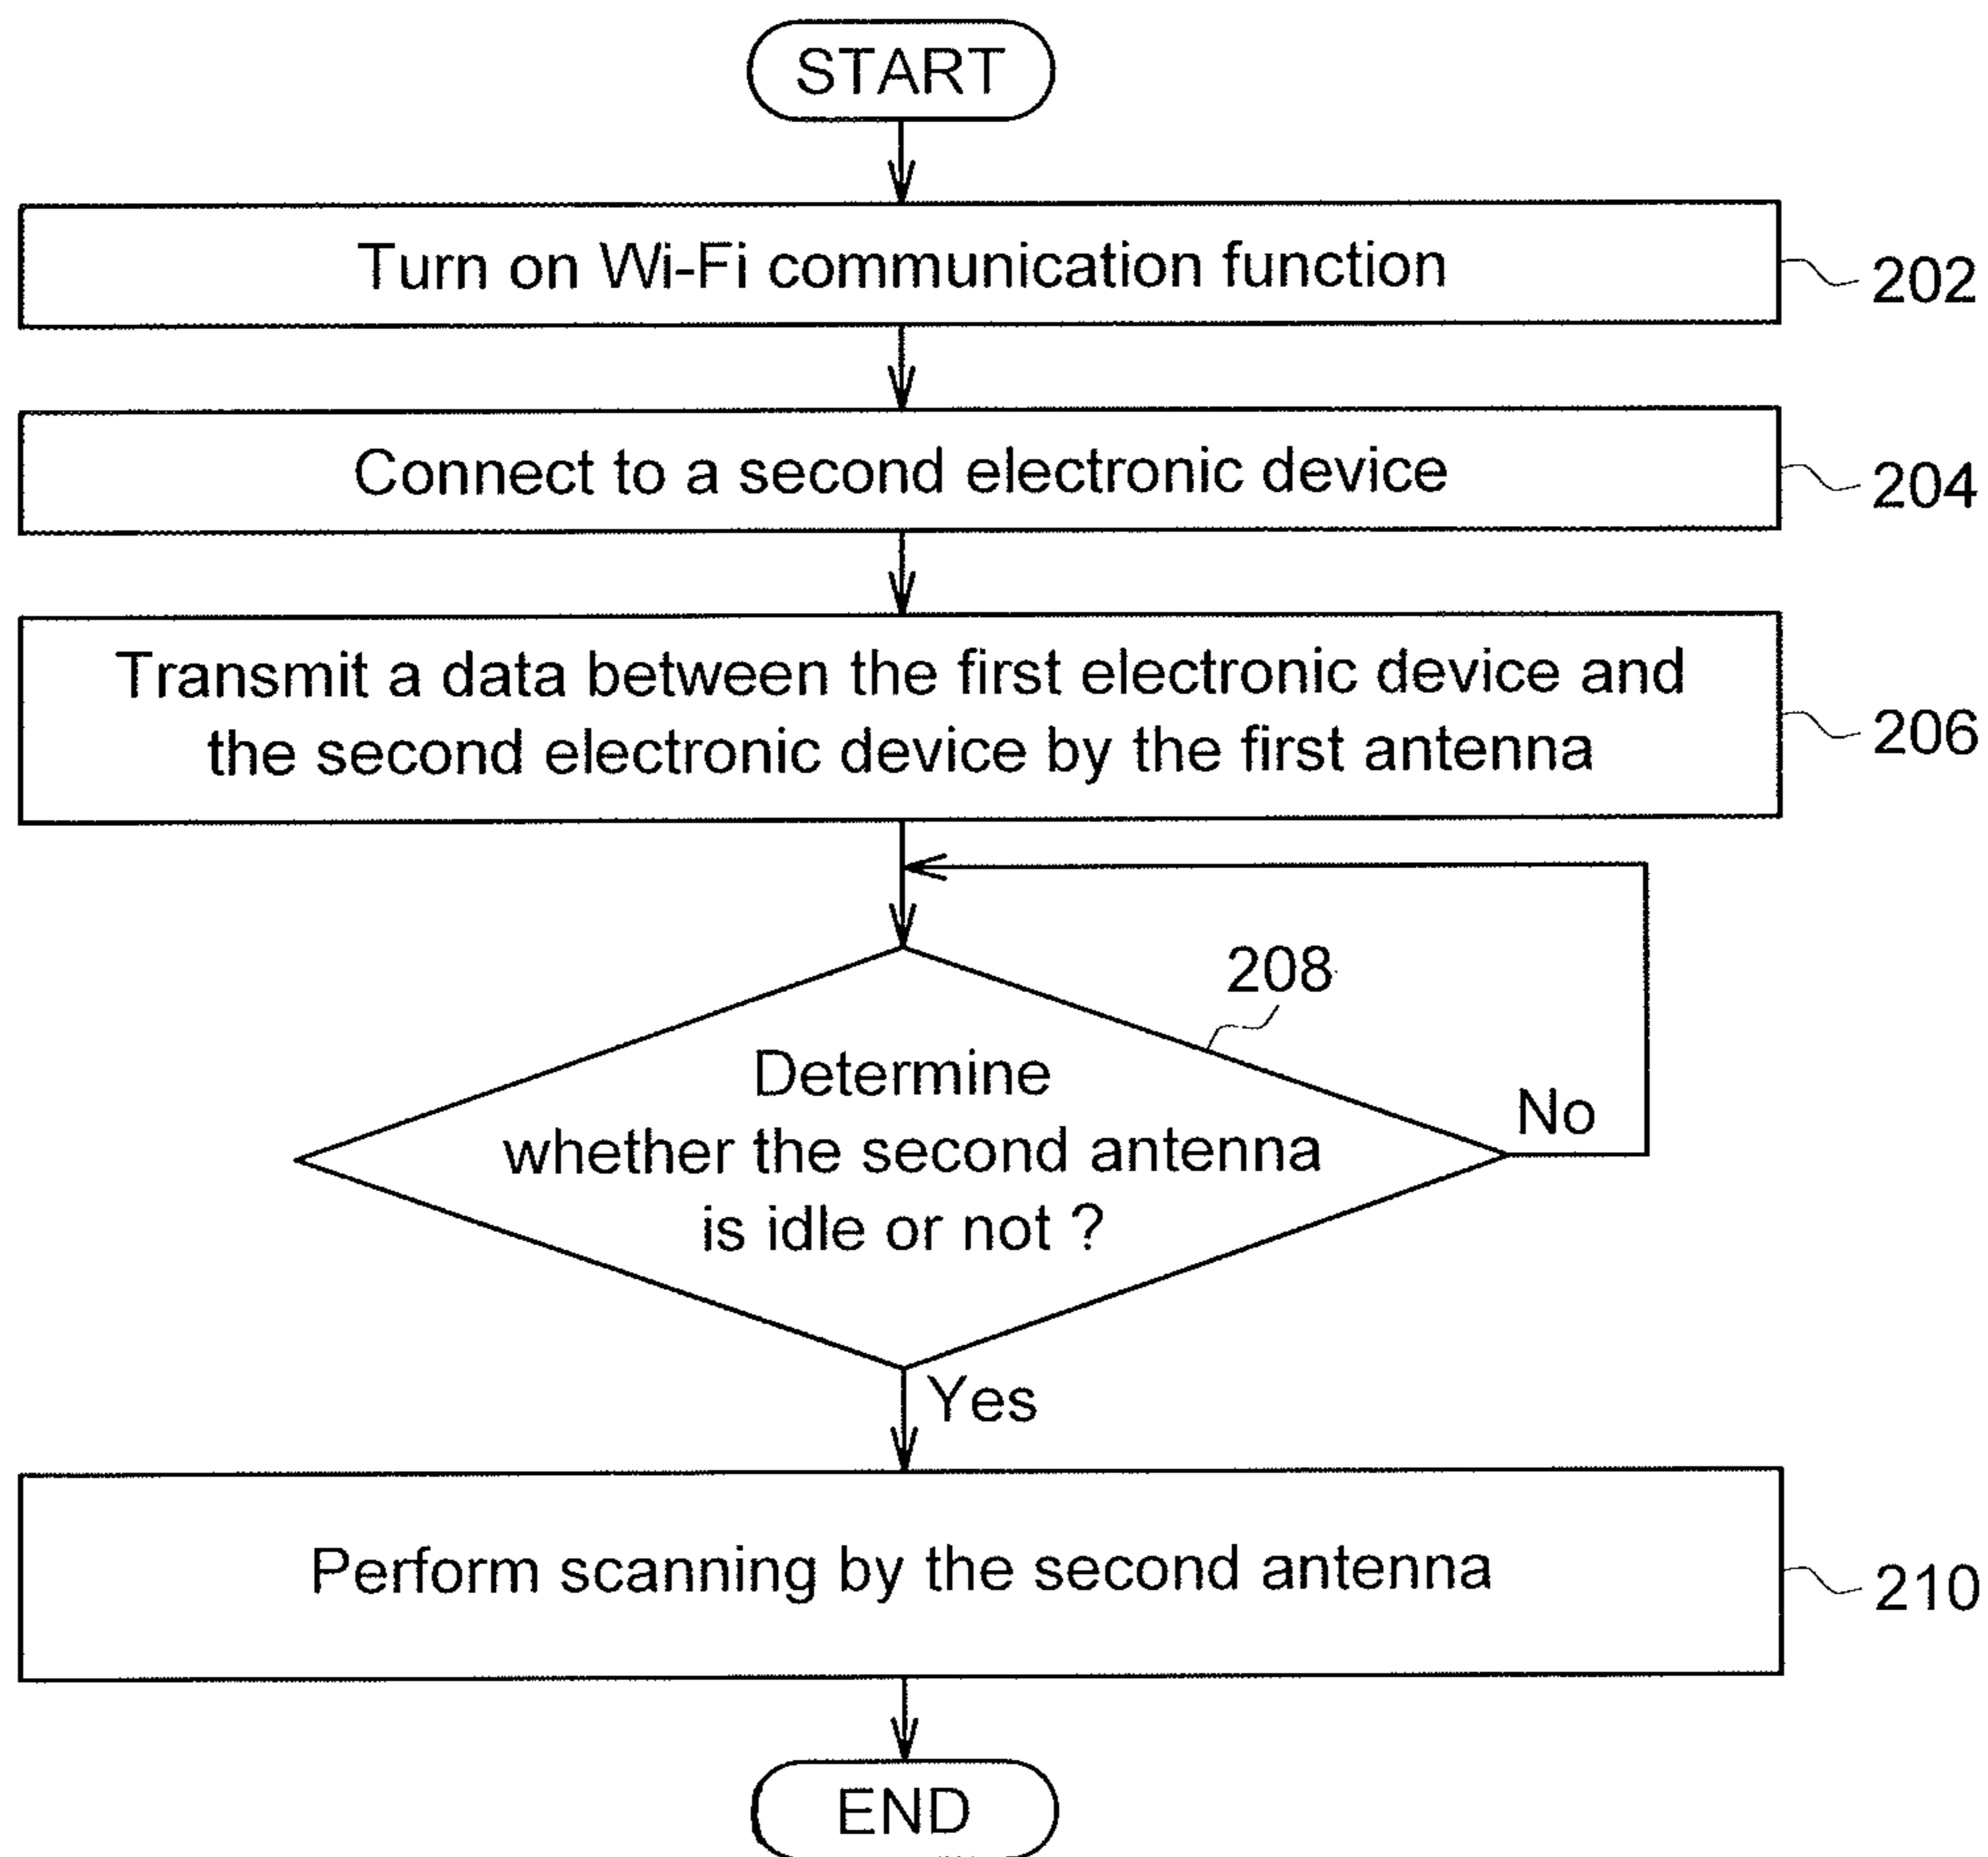 START
Turn on Wi-Fi communication function
202
Connect to a second electronic device
204
Transmit a data between the first electronic device and
the second electronic device by the first antenna
206
208
Determine
whether the second antenna
is idle or not ?
No
Yes
Perform scanning by the second antenna
210
END